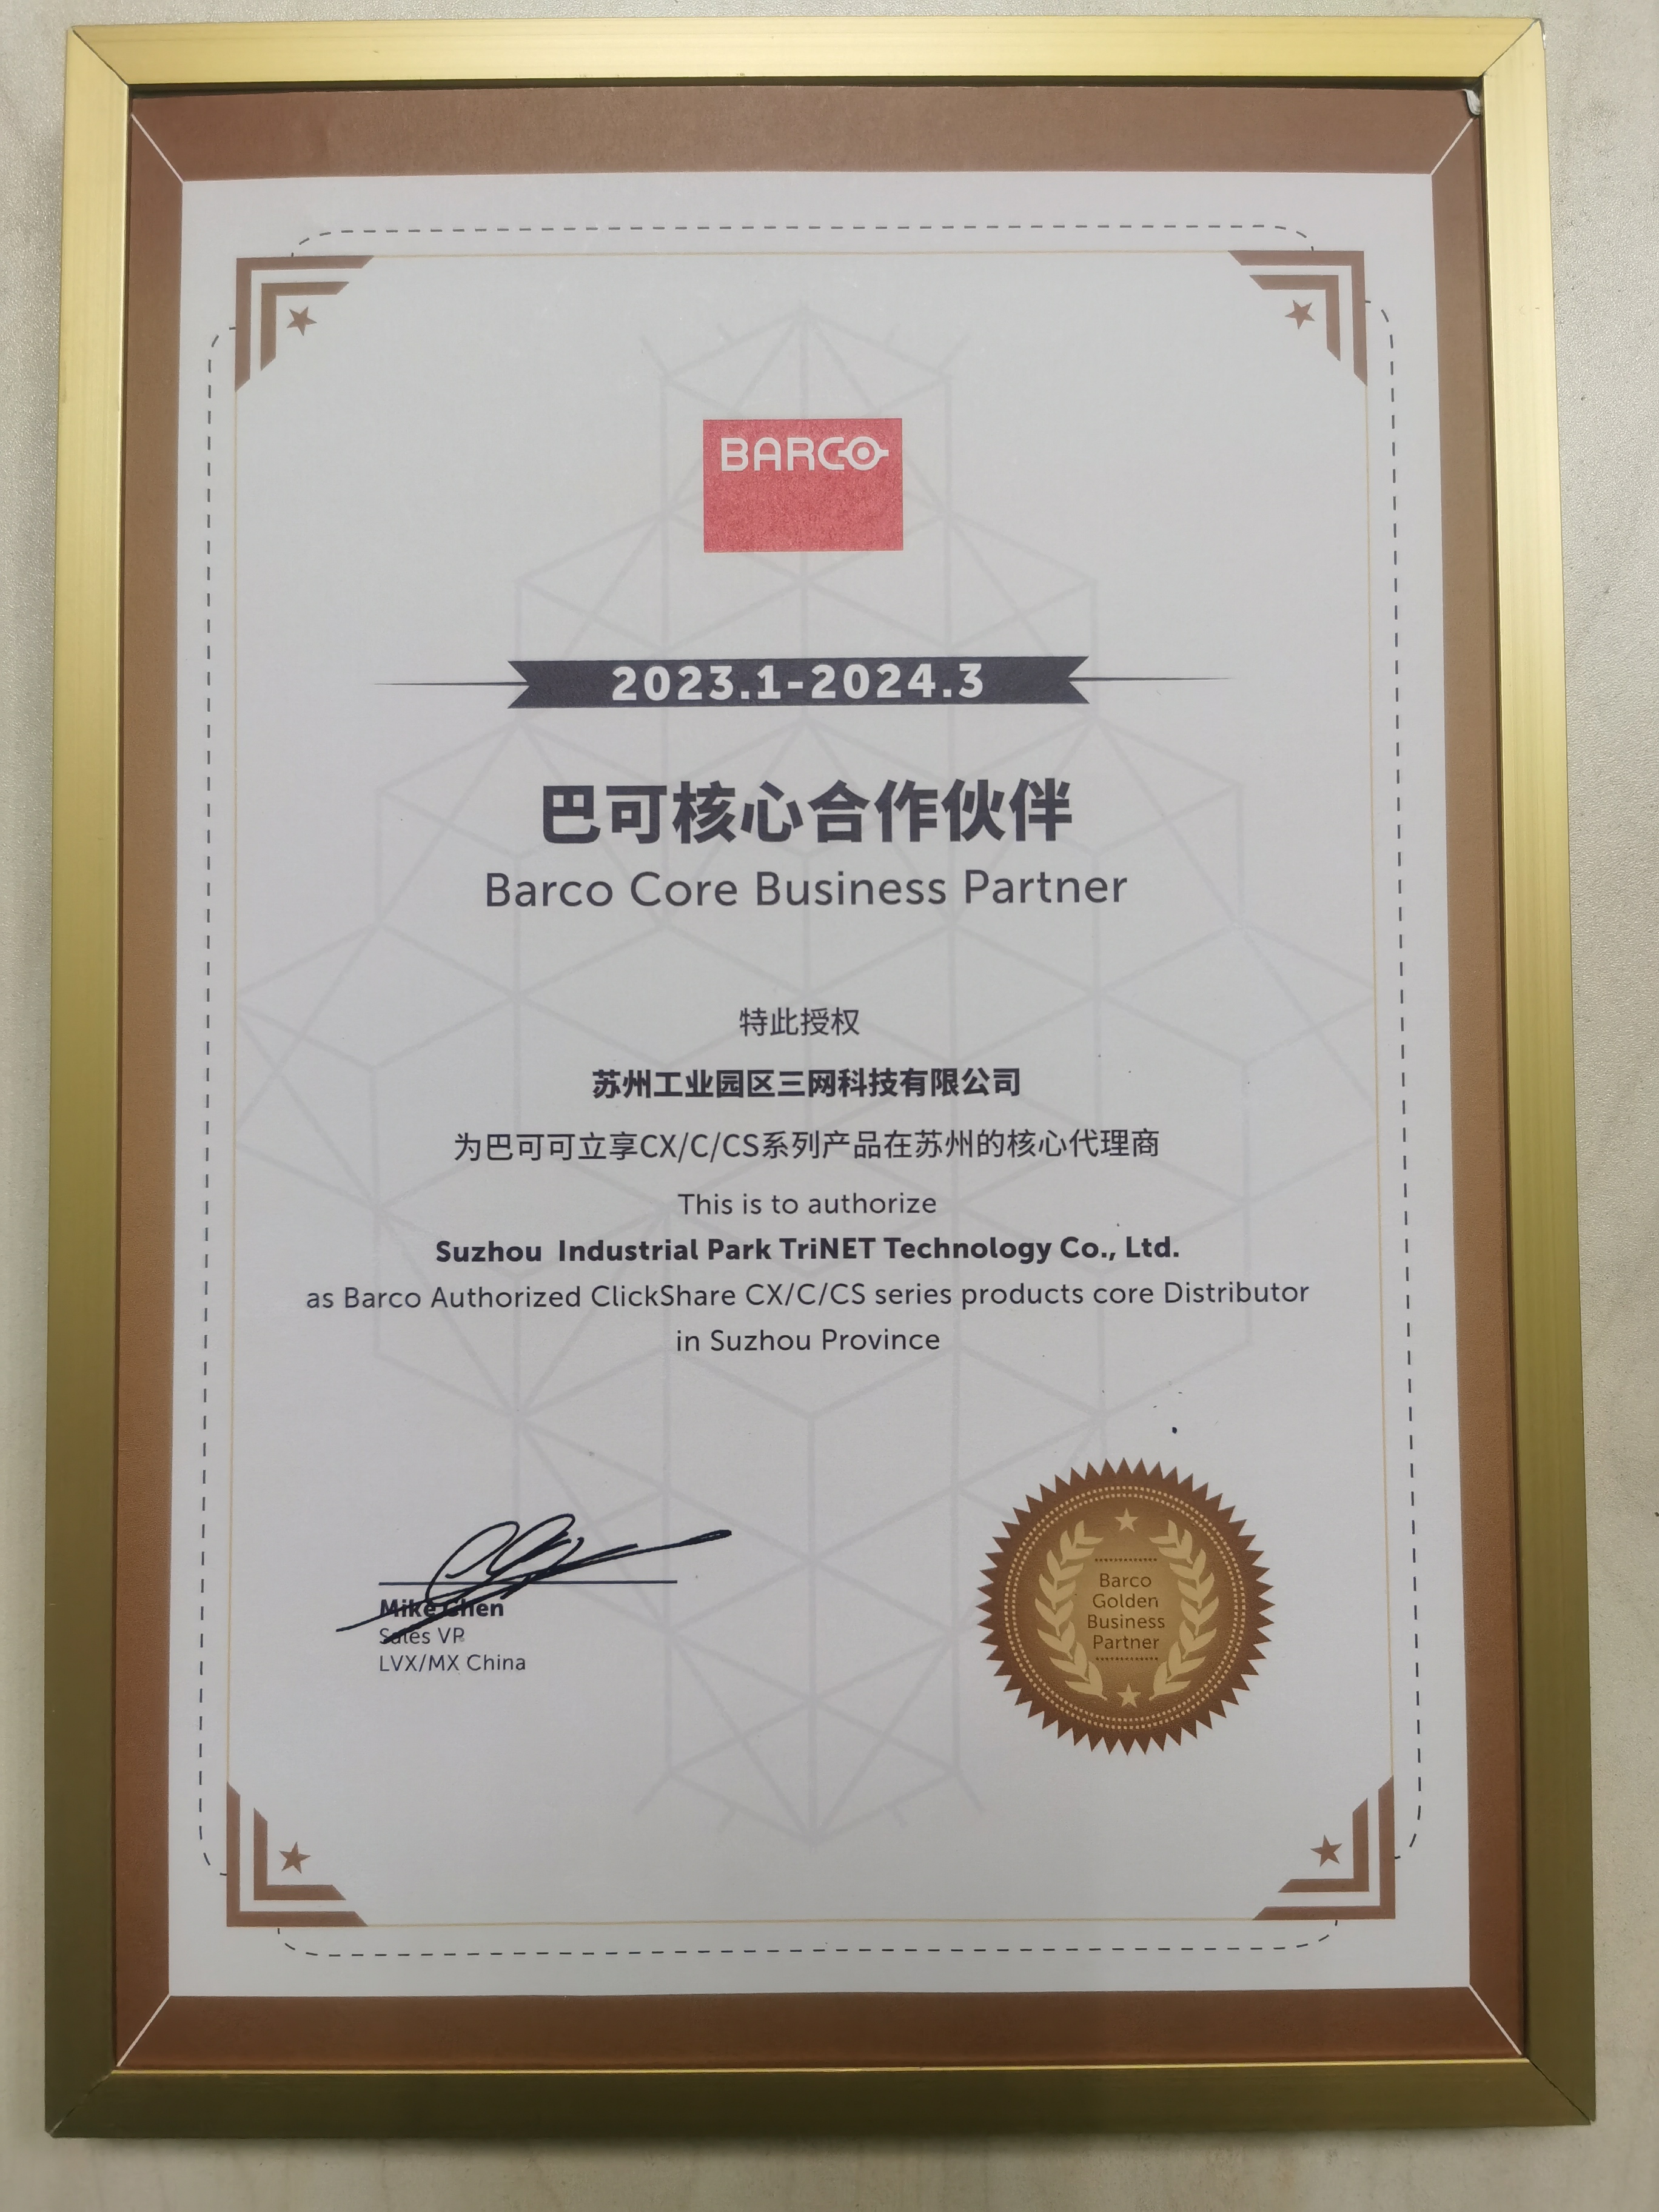 BARCO
2023.1-2024.3
巴可核心合作伙伴
Barco Core Business Partner
特此授权
苏州工业园区三网科技有限公司
为巴可可立享CX/C/CS系列产品在苏州的核心代理商
This is to authorize
Suzhou Industrial Park TriNET Technology Co., Ltd.
as Barco Authorized ClickShare CX/C/CS series products core Distributor
in Suzhou Province
Mike Chen
Sales VP
LVX/MX China
Barco
Golden
Business
Partner